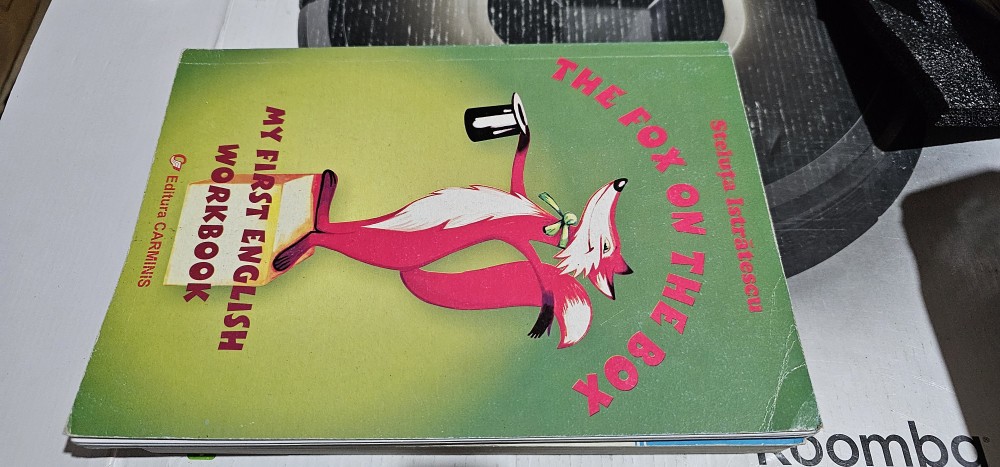 Steluța Istrătescu
THE FOX ON THE BOX
MY FIRST ENGLISH
WORKBOOK
Editura CARMINIS
Roomba